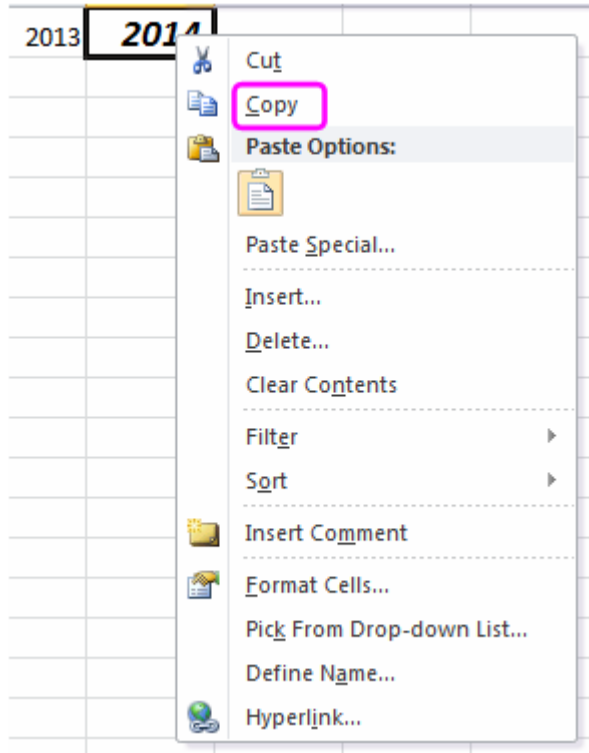 2013 2014
Cut
Copy
Paste Options:
Paste Special...
Insert...
Delete...
Clear Contents
Filter
Sort
Insert Comment
Format Cells...
Pick From Drop-down List...
Define Name...
Hyperlink...